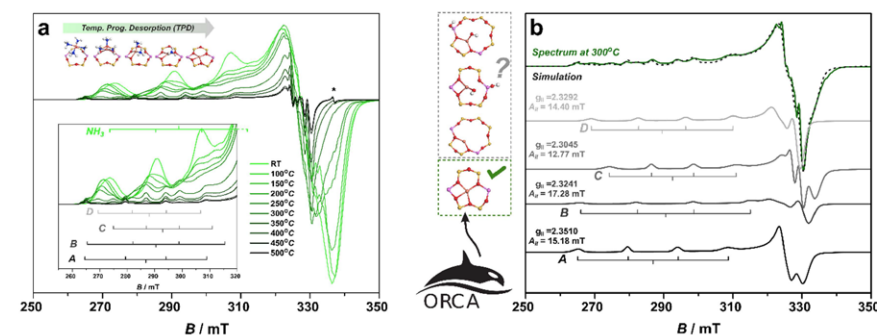 a
Temp. Prog. Desorption (TPD)
*
NH₃
D
C
B
A
260 270 280 290 300 310 320
B / mT
RT
100°C
150°C
200°C
250°C
300°C
350°C
400°C
450°C
500°C
250 270 290 310 330 350
B / mT
?
ORCA
b
Spectrum at 300°C
Simulation
g∥ =2.3292
A∥ = 14.40 mT
D
g∥ =2.3045
A∥ = 12.77 mT
C
g∥ =2.3241
A∥ = 17.28 mT
B
g∥ =2.3510
A∥ = 15.18 mT
A
250 270 290 310 330 350
B / mT